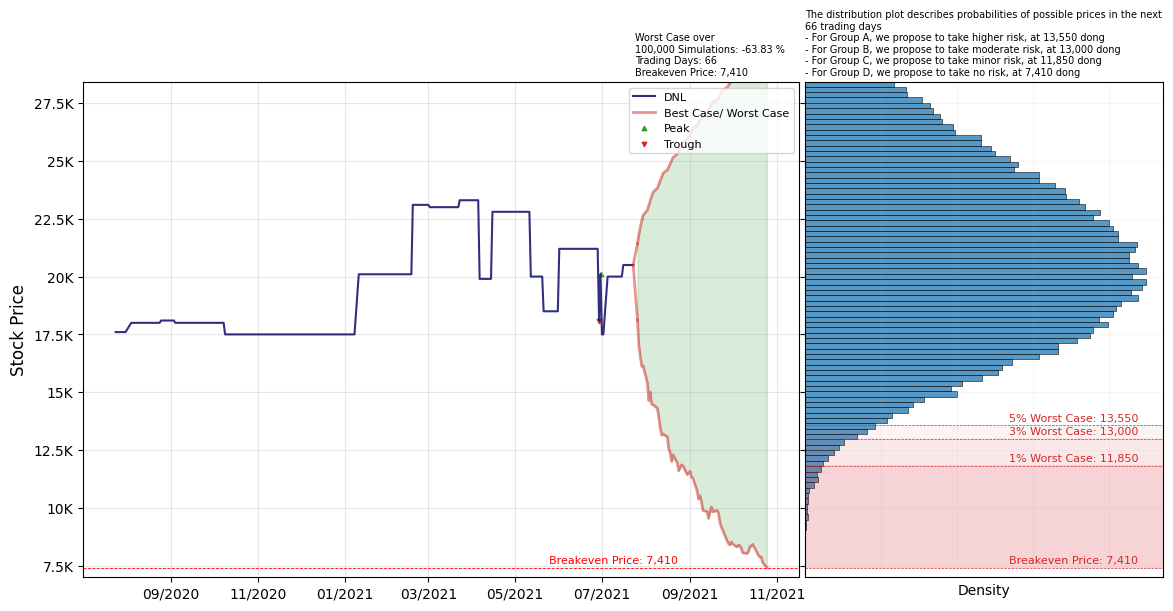 The distribution plot describes probabilities of possible prices in the next
66 trading days
- For Group A, we propose to take higher risk, at 13,550 dong
- For Group B, we propose to take moderate risk, at 13,000 dong
- For Group C, we propose to take minor risk, at 11,850 dong
- For Group D, we propose to take no risk, at 7,410 dong
Worst Case over
100,000 Simulations: -63.83 %
Trading Days: 66
Breakeven Price: 7,410
DNL
Best Case/ Worst Case
Peak
Trough
27.5K
25K
22.5K
20K
17.5K
15K
12.5K
10K
7.5K
Stock Price
Breakeven Price: 7,410
09/2020
11/2020
01/2021
03/2021
05/2021
07/2021
09/2021
11/2021
5% Worst Case: 13,550
3% Worst Case: 13,000
1% Worst Case: 11,850
Breakeven Price: 7,410
Density